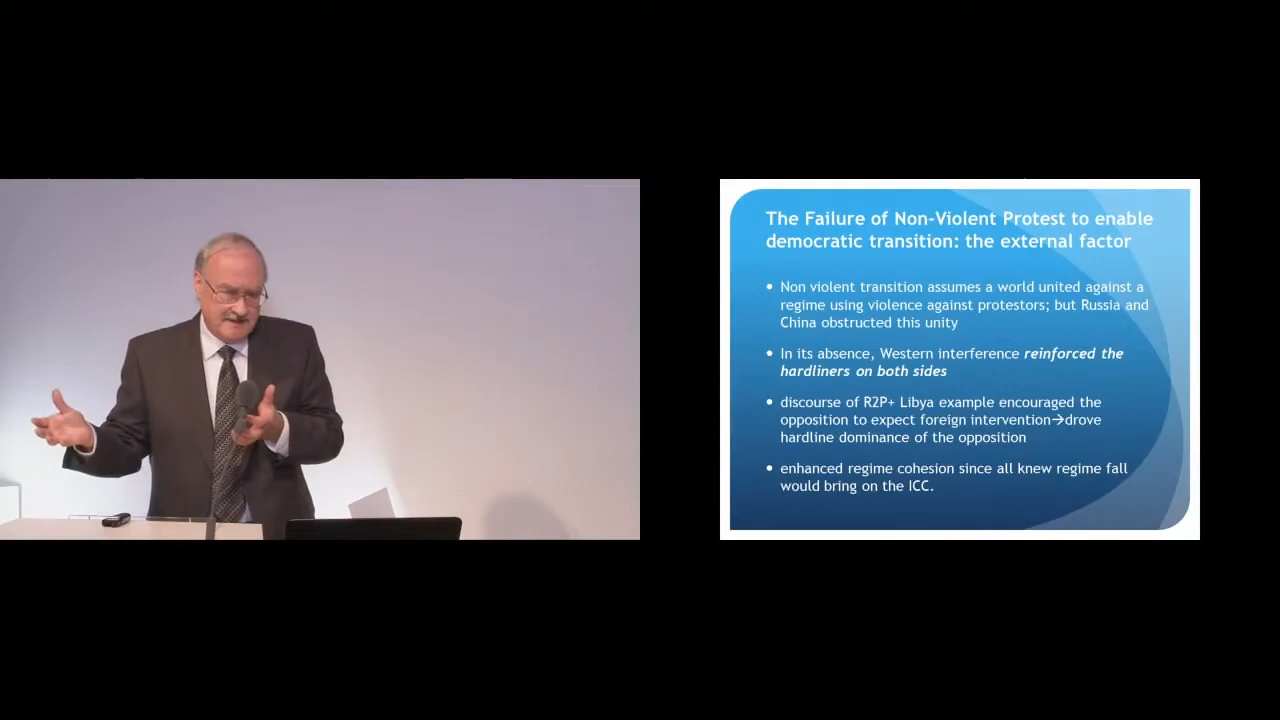 The Failure of Non-Violent Protest to enable
democratic transition: the external factor
• Non violent transition assumes a world united against a
regime using violence against protestors; but Russia and
China obstructed this unity
• In its absence, Western interference reinforced the
hardliners on both sides
• discourse of R2P+ Libya example encouraged the
opposition to expect foreign intervention→drove
hardline dominance of the opposition
• enhanced regime cohesion since all knew regime fall
would bring on the ICC.